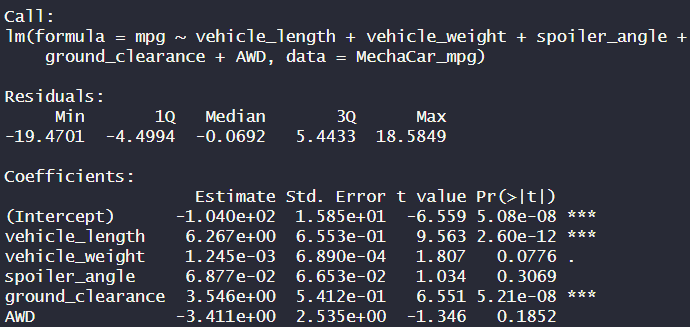 Call:
lm(formula = mpg ~ vehicle_length + vehicle_weight + spoiler_angle +
    ground_clearance + AWD, data = MechaCar_mpg)

Residuals:
     Min       1Q   Median       3Q      Max
-19.4701  -4.4994  -0.0692   5.4433  18.5849

Coefficients:
                   Estimate Std. Error t value Pr(>|t|)
(Intercept)      -1.040e+02  1.585e+01  -6.559 5.08e-08 ***
vehicle_length    6.267e+00  6.553e-01   9.563 2.60e-12 ***
vehicle_weight    1.245e-03  6.890e-04   1.807   0.0776 .
spoiler_angle     6.877e-02  6.653e-02   1.034   0.3069
ground_clearance  3.546e+00  5.412e-01   6.551 5.21e-08 ***
AWD              -3.411e+00  2.535e+00  -1.346   0.1852